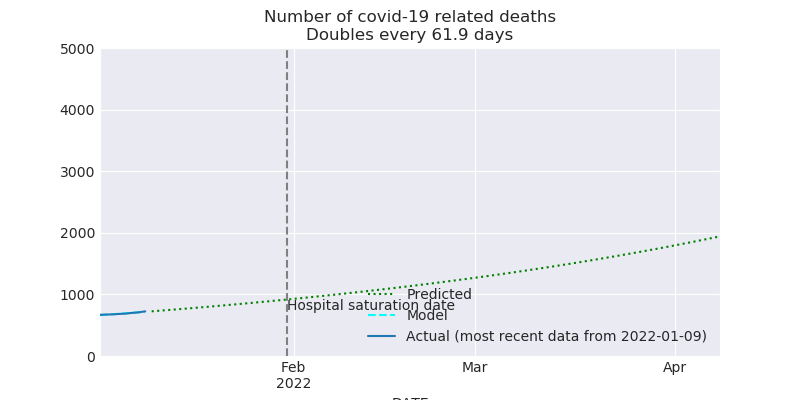 Number of covid-19 related deaths
Doubles every 61.9 days
5000
4000
3000
2000
1000
0
Hospital saturation date
Predicted
Model
Actual (most recent data from 2022-01-09)
Feb
2022
Mar
Apr
DATE